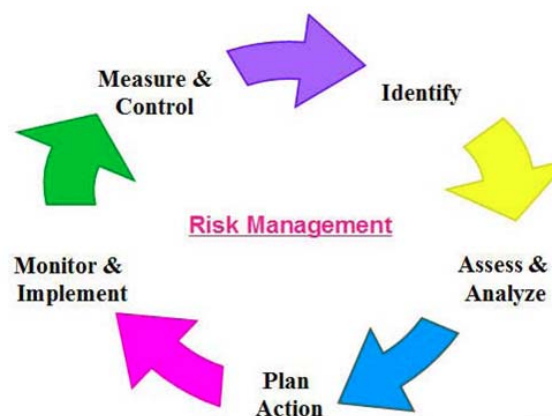 Measure &
Control
Identify
Risk Management
Monitor &
Implement
Assess &
Analyze
Plan
Action